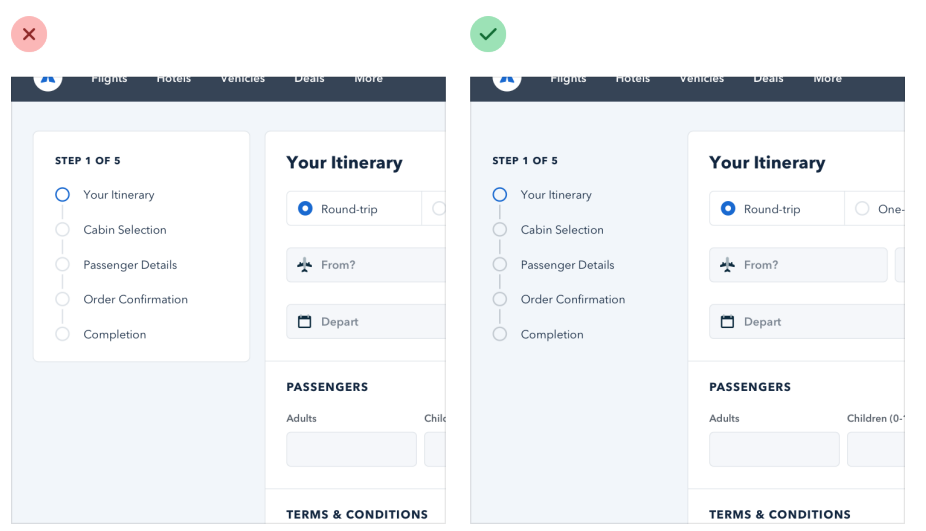 Flights Hotels Vehicles Deals More
STEP 1 OF 5
Your Itinerary
Cabin Selection
Passenger Details
Order Confirmation
Completion
Your Itinerary
Round-trip
From?
Depart
PASSENGERS
Adults
TERMS & CONDITIONS
Flights Hotels Vehicles Deals More
STEP 1 OF 5
Your Itinerary
Cabin Selection
Passenger Details
Order Confirmation
Completion
Your Itinerary
Round-trip One-
From?
Depart
PASSENGERS
Adults Children (0-
TERMS & CONDITIONS